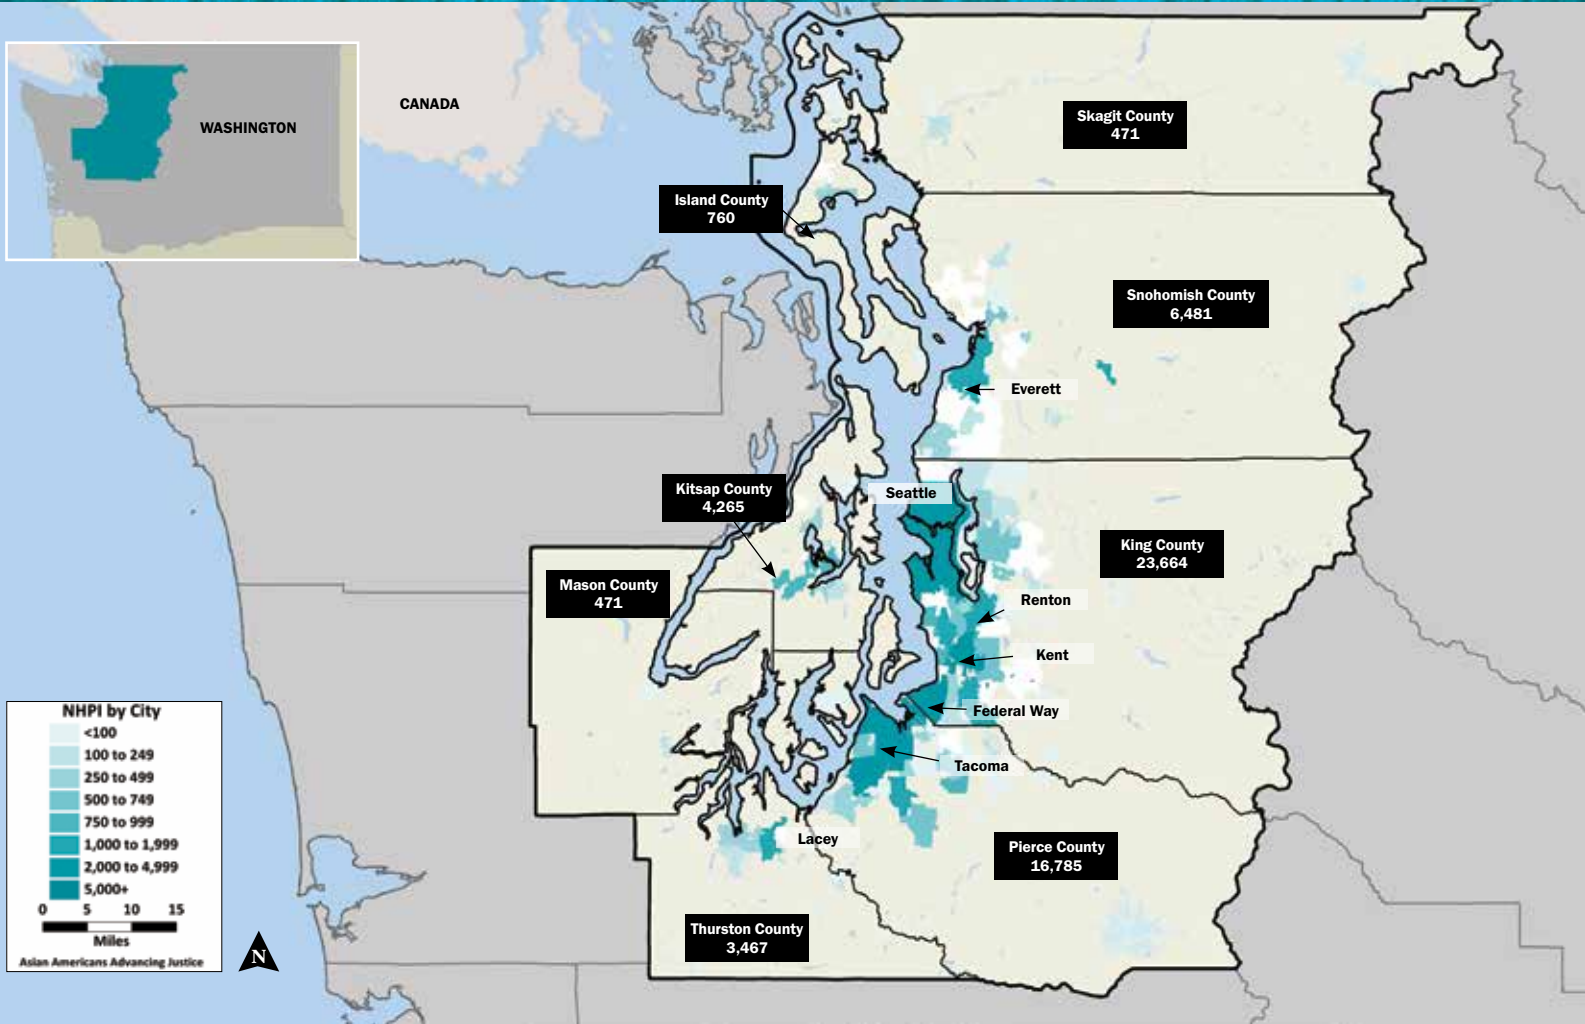 CANADA
WASHINGTON
Skagit County
471
Island County
760
Snohomish County
6,481
Everett
Kitsap County
4,265
Seattle
King County
23,664
Mason County
471
Renton
Kent
Federal Way
Tacoma
Lacey
Pierce County
16,785
Thurston County
3,467
NHPI by City
<100
100 to 249
250 to 499
500 to 749
750 to 999
1,000 to 1,999
2,000 to 4,999
5,000+
0 5 10 15
Miles
Asian Americans Advancing Justice
N